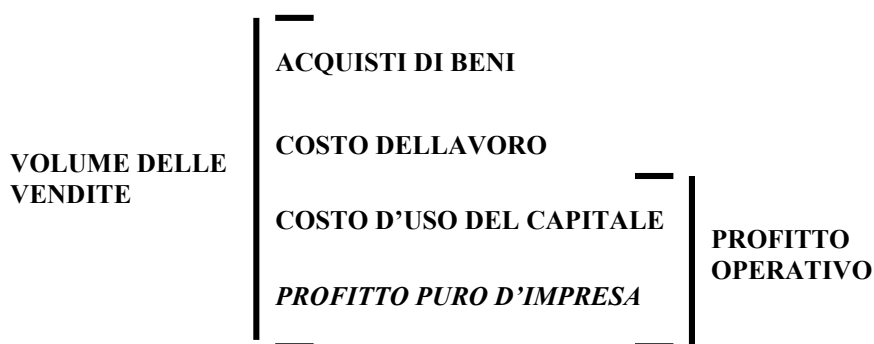 ACQUISTI DI BENI
VOLUME DELLE
VENDITE
COSTO DELLAVORO
COSTO D'USO DEL CAPITALE
PROFITTO PURO D'IMPRESA
PROFITTO
OPERATIVO